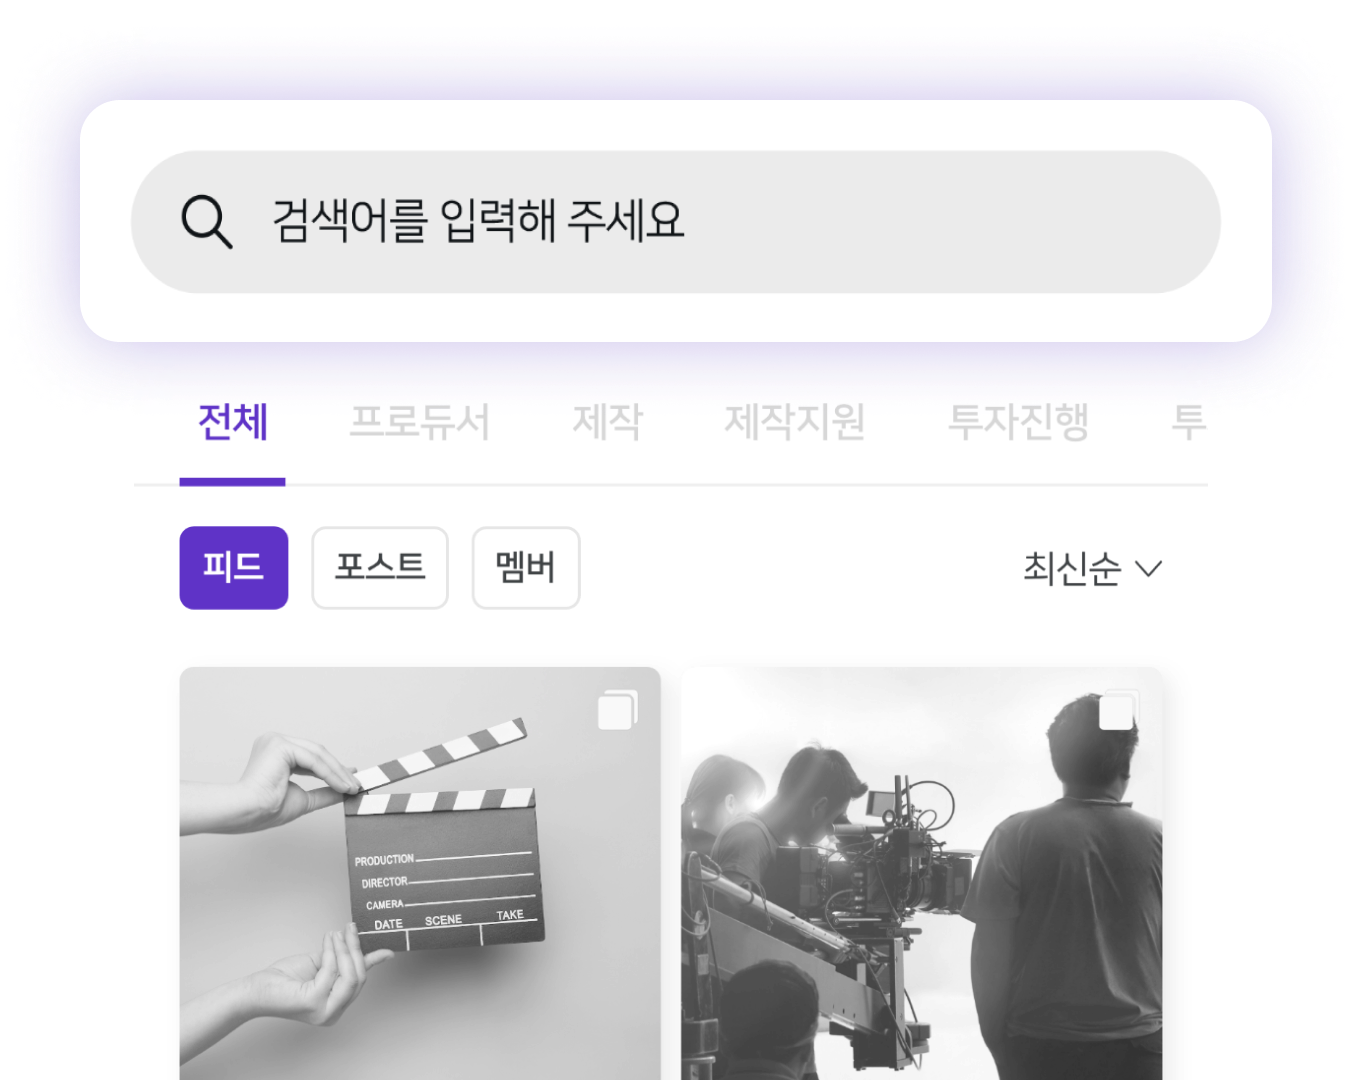 검색어를 입력해 주세요
전체 프로듀서 제작 제작지원 투자진행 투
피드 포스트 멤버 최신순
PRODUCTION
DIRECTOR
CAMERA
DATE SCENE TAKE